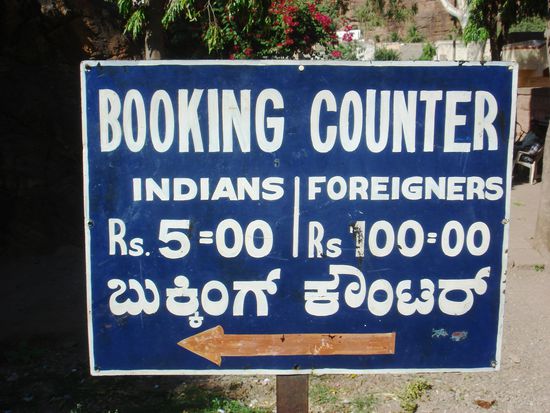 BOOKING COUNTER
INDIANS | FOREIGNERS
Rs. 5=00 | Rs 100=00
ಬುಕ್ಕಿಂಗ್ ಕೌಂಟರ್